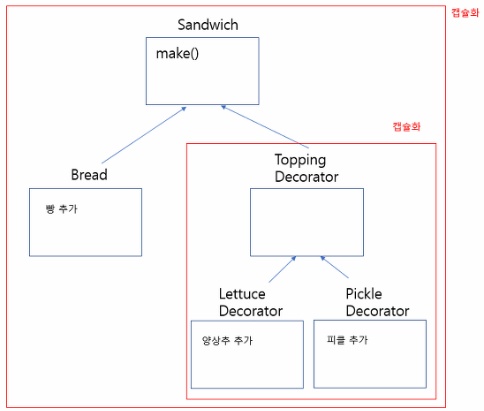 캡슐화
Sandwich
make()
캡슐화
Bread
빵 추가
Topping
Decorator
Lettuce
Decorator
양상추 추가
Pickle
Decorator
피클 추가